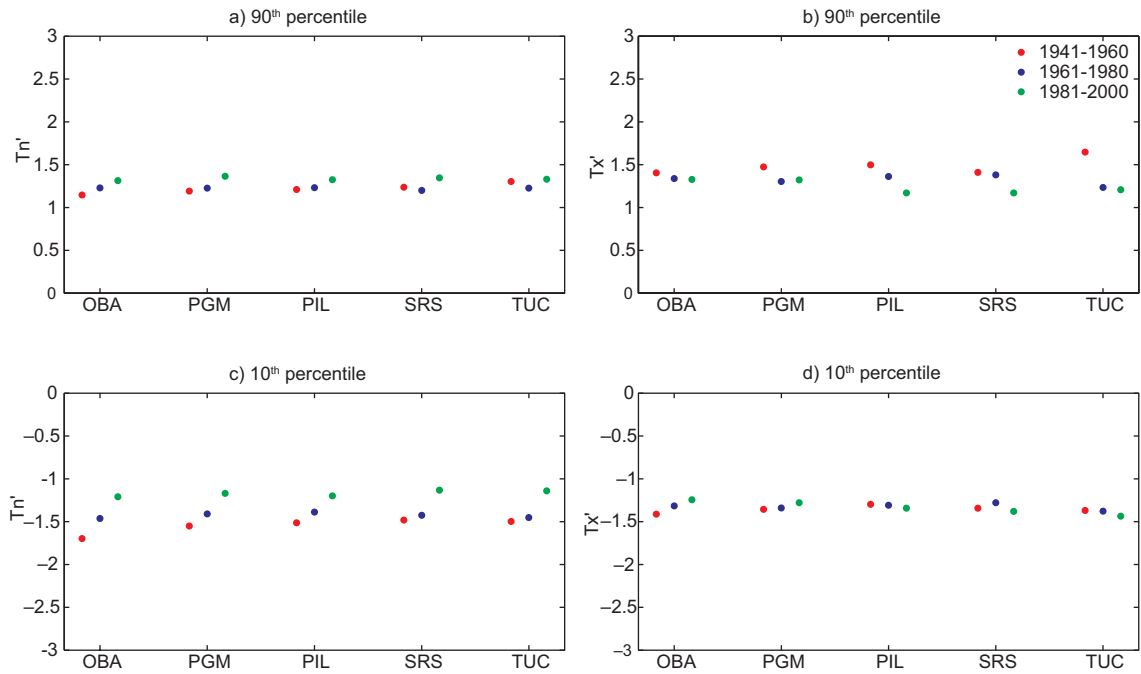 a) 90th percentile
3
2.5
2
1.5
1
0.5
0
Tn'
OBA PGM PIL SRS TUC
b) 90th percentile
3
2.5
2
1.5
1
0.5
0
Tx'
1941-1960
1961-1980
1981-2000
OBA PGM PIL SRS TUC
c) 10th percentile
0
–0.5
-1
–1.5
–2
–2.5
-3
Tn'
OBA PGM PIL SRS TUC
d) 10th percentile
0
–0.5
–1
–1.5
–2
–2.5
–3
Tx'
OBA PGM PIL SRS TUC